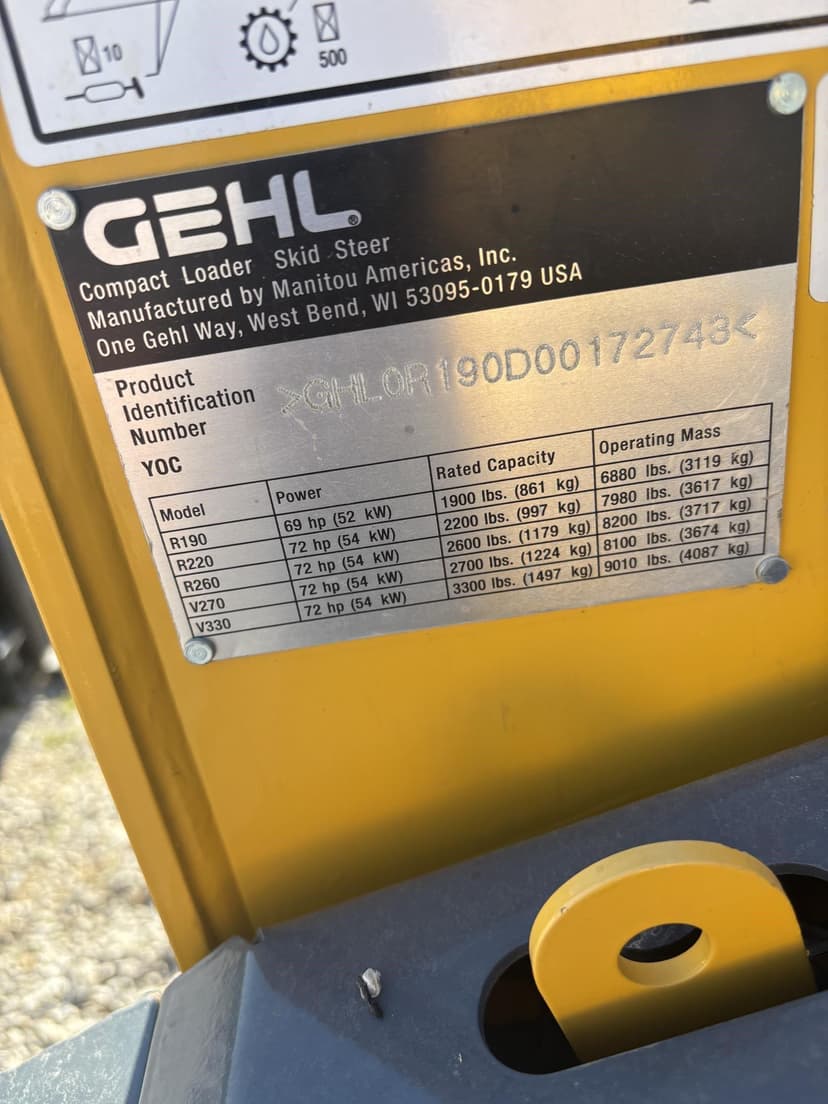 10
500
GEHL®
Compact Loader Skid Steer
Manufactured by Manitou Americas, Inc.
One Gehl Way, West Bend, WI 53095-0179 USA
Product
Identification
Number
>GHL0R190D00172743<
YOC
Model Power Rated Capacity Operating Mass
R190 69 hp (52 kW) 1900 lbs. (861 kg) 6880 lbs. (3119 kg)
R220 72 hp (54 kW) 2200 lbs. (997 kg) 7980 lbs. (3617 kg)
R260 72 hp (54 kW) 2600 lbs. (1179 kg) 8200 lbs. (3717 kg)
V270 72 hp (54 kW) 2700 lbs. (1224 kg) 8100 lbs. (3674 kg)
V330 72 hp (54 kW) 3300 lbs. (1497 kg) 9010 lbs. (4087 kg)